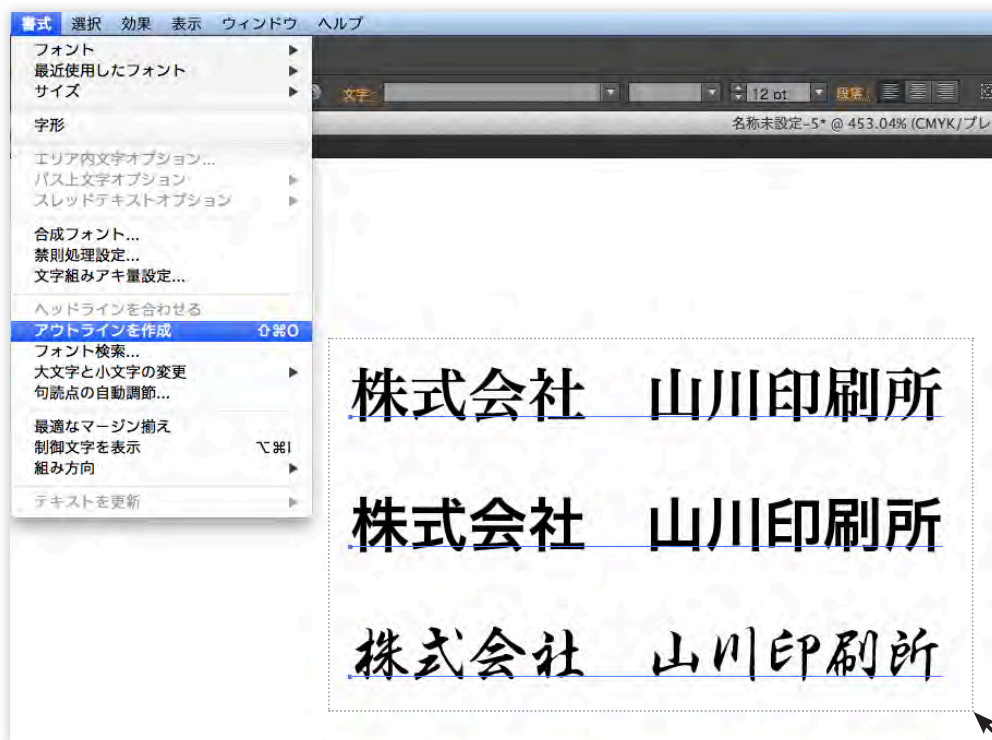 書式 選択 効果 表示 ウィンドウ ヘルプ
フォント
最近使用したフォント
サイズ
字形
エリア内文字オプション...
パス上文字オプション
スレッドテキストオプション
合成フォント...
禁則処理設定...
文字組みアキ量設定...
ヘッドラインを合わせる
アウトラインを作成 ⇧⌘O
フォント検索...
大文字と小文字の変更
句読点の自動調節...
最適なマージン揃え
制御文字を表示 ⌥⌘I
組み方向
テキストを更新
文字: 12 pt 段落:
名称未設定-5* @ 453.04% (CMYK/プレ
株式会社 山川印刷所
株式会社 山川印刷所
株式会社 山川印刷所